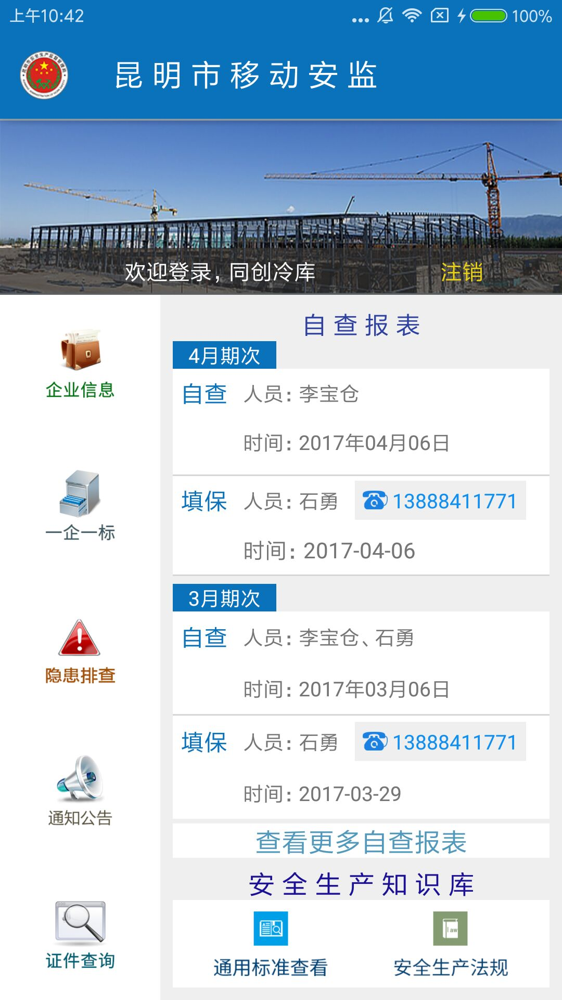 上午10:42
100%
昆明市移动安监
欢迎登录,同创冷库
注销
企业信息
一企一标
隐患排查
通知公告
证件查询
自查报表
4月期次
自查 人员:李宝仓
时间:2017年04月06日
填保 人员:石勇 13888411771
时间:2017-04-06
3月期次
自查 人员:李宝仓、石勇
时间:2017年03月06日
填保 人员:石勇 13888411771
时间:2017-03-29
查看更多自查报表
安全生产知识库
law
通用标准查看
安全生产法规